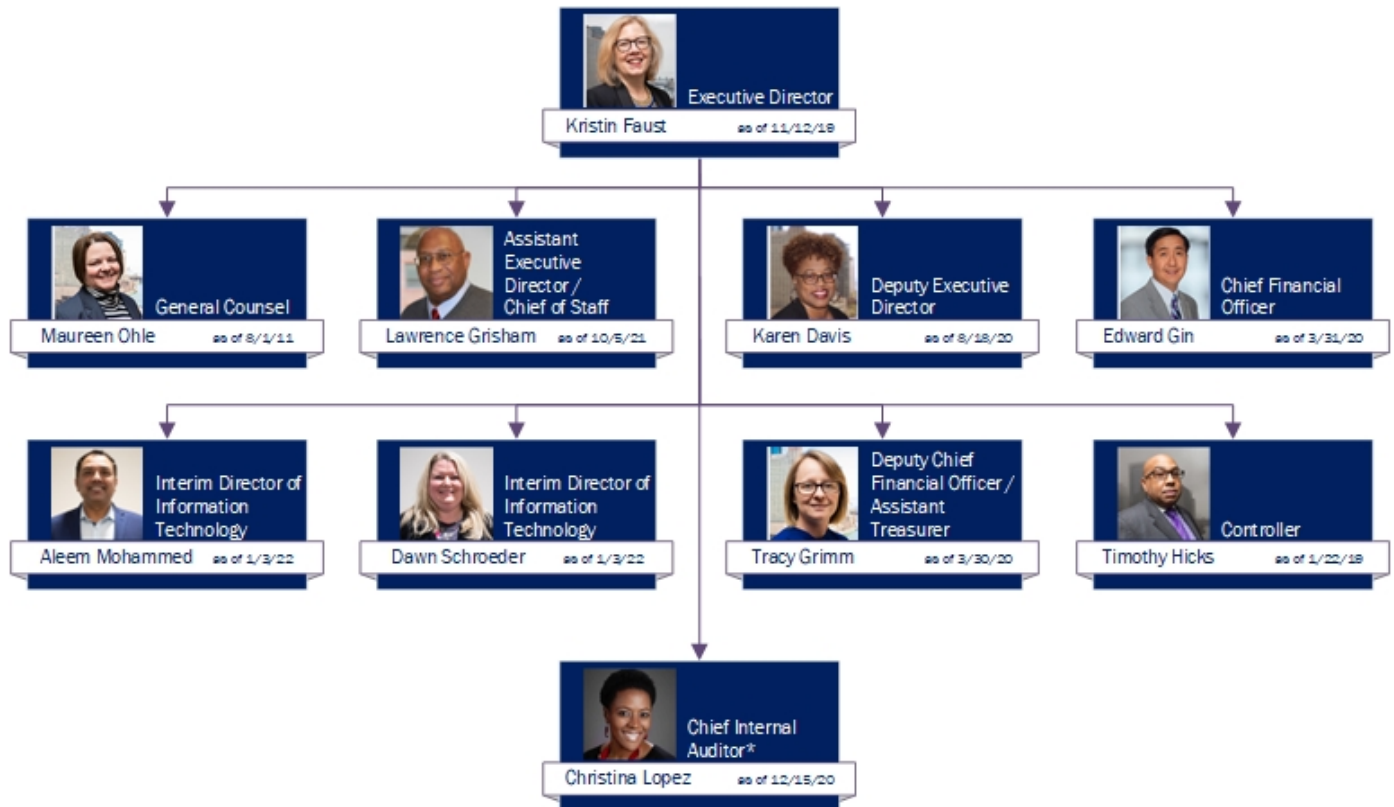 Executive Director
Kristin Faust as of 11/12/19
General Counsel
Maureen Ohle as of 8/1/11
Assistant
Executive
Director /
Chief of Staff
Lawrence Grisham as of 10/5/21
Deputy Executive
Director
Karen Davis as of 8/18/20
Chief Financial
Officer
Edward Gin as of 3/31/20
Interim Director of
Information
Technology
Aleem Mohammed as of 1/3/22
Interim Director of
Information
Technology
Dawn Schroeder as of 1/3/22
Deputy Chief
Financial Officer /
Assistant
Treasurer
Tracy Grimm as of 3/30/20
Controller
Timothy Hicks as of 1/22/19
Chief Internal
Auditor*
Christina Lopez as of 12/15/20